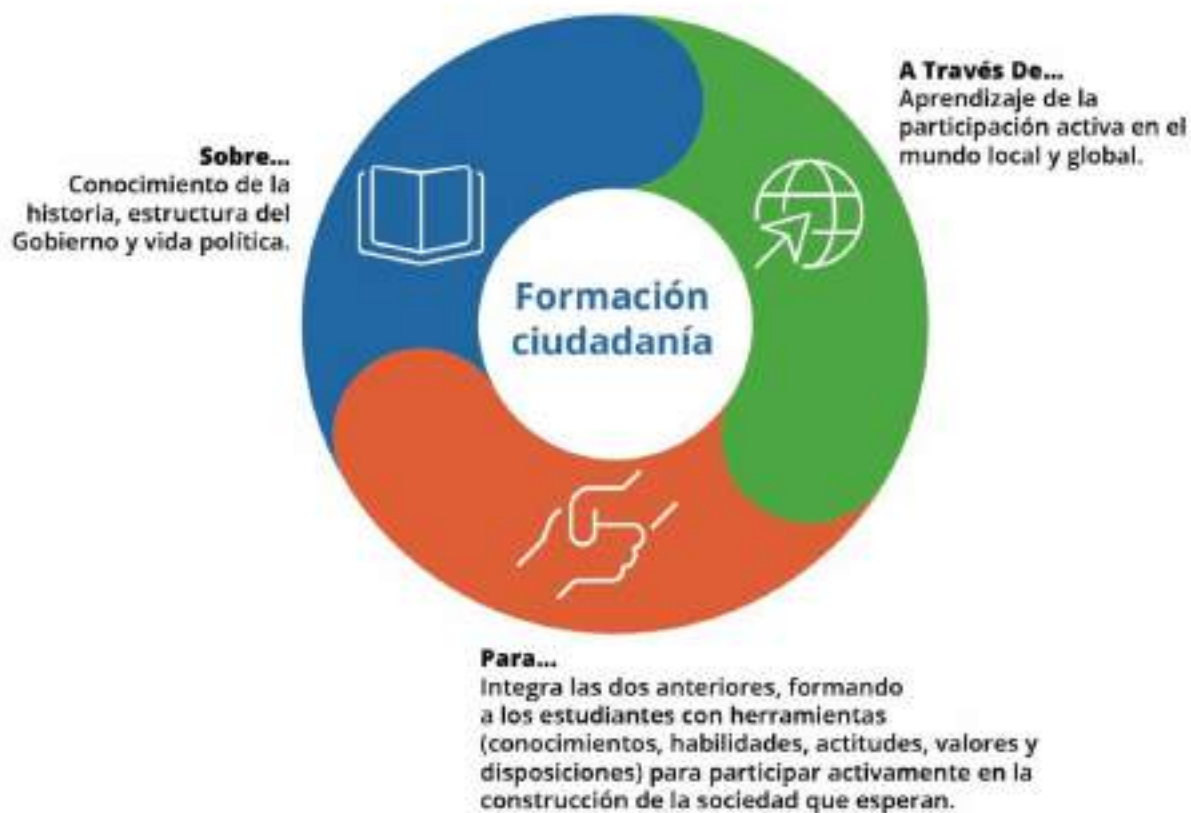 Sobre...
Conocimiento de la
historia, estructura del
Gobierno y vida política.
A Través De...
Aprendizaje de la
participación activa en el
mundo local y global.
Formación
ciudadanía
Para...
Integra las dos anteriores, formando
a los estudiantes con herramientas
(conocimientos, habilidades, actitudes, valores y
disposiciones) para participar activamente en la
construcción de la sociedad que esperan.